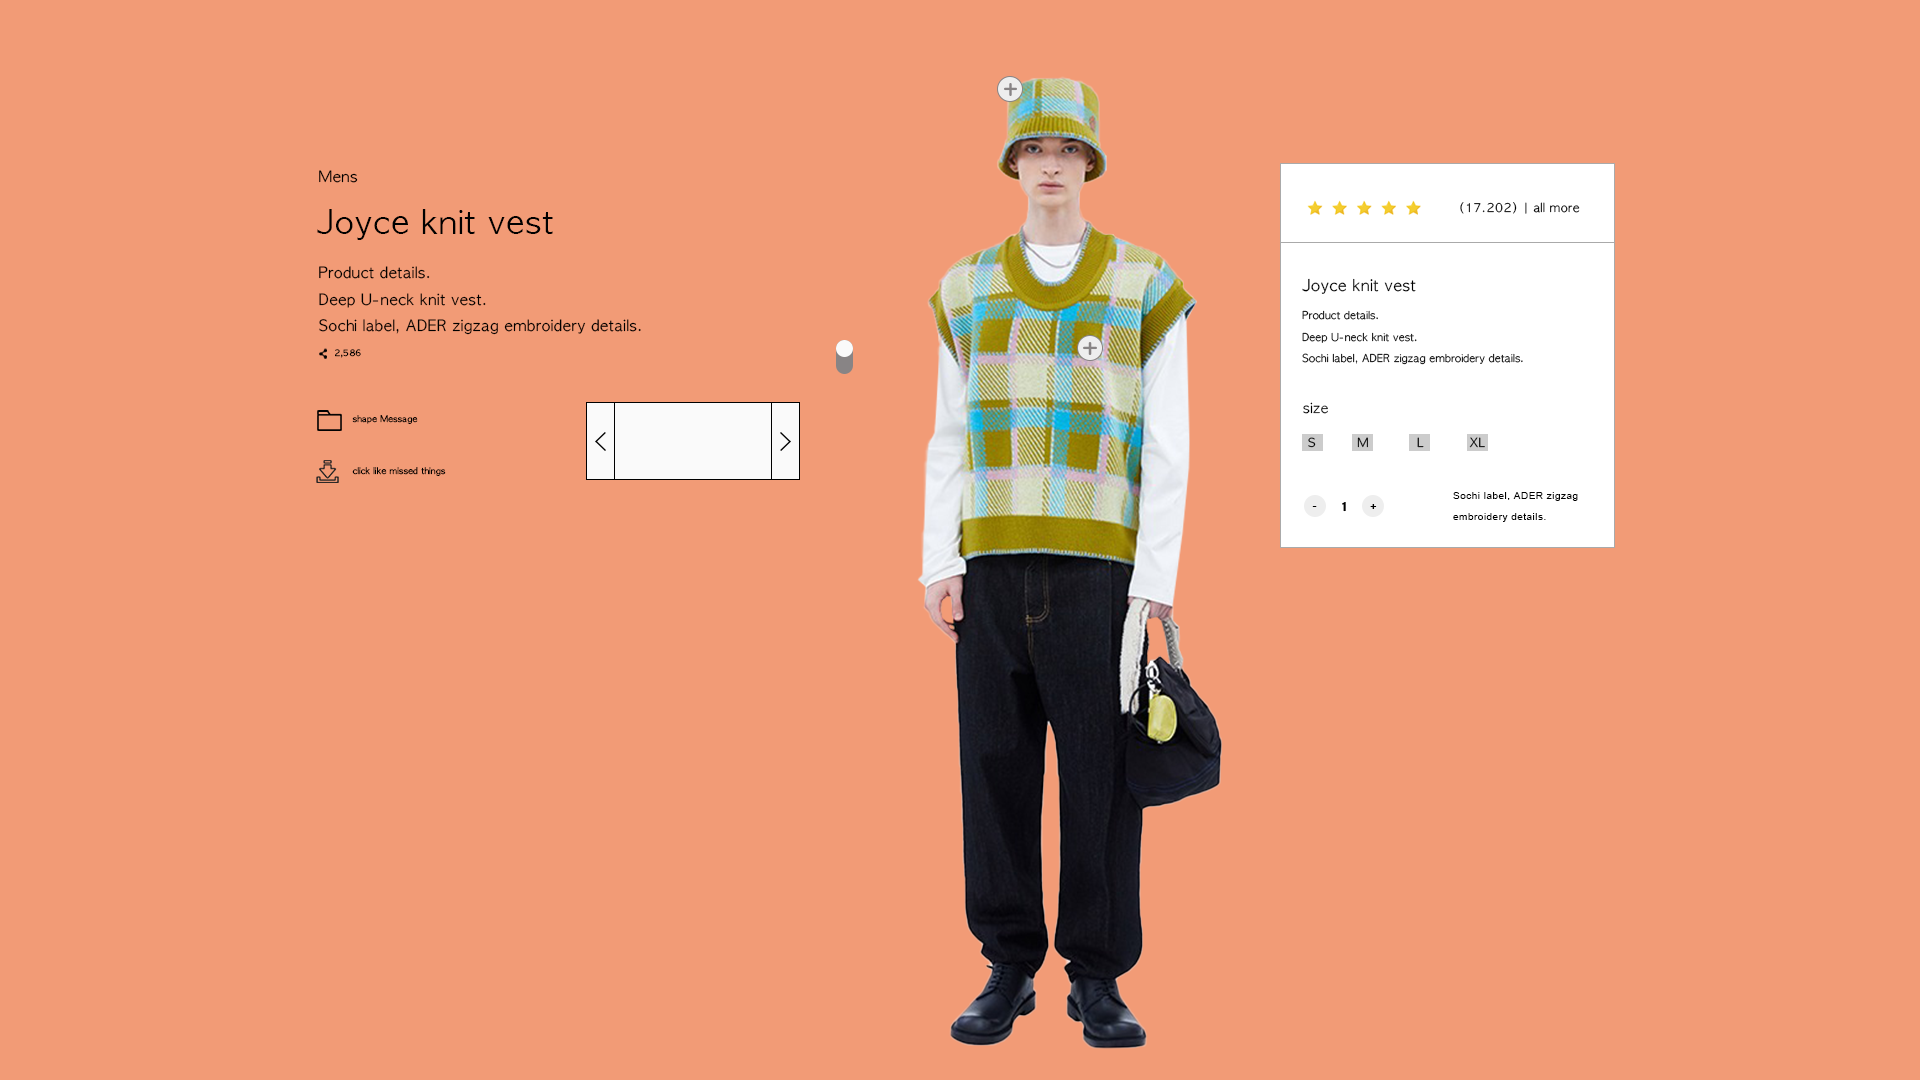 Mens
Joyce knit vest
Product details.
Deep U-neck knit vest.
Sochi label, ADER zigzag embroidery details.
2,586
shape Message
click like missed things
(17.202) | all more
Joyce knit vest
Product details.
Deep U-neck knit vest.
Sochi label, ADER zigzag embroidery details.
size
S M L XL
- 1 +
Sochi label, ADER zigzag
embroidery details.